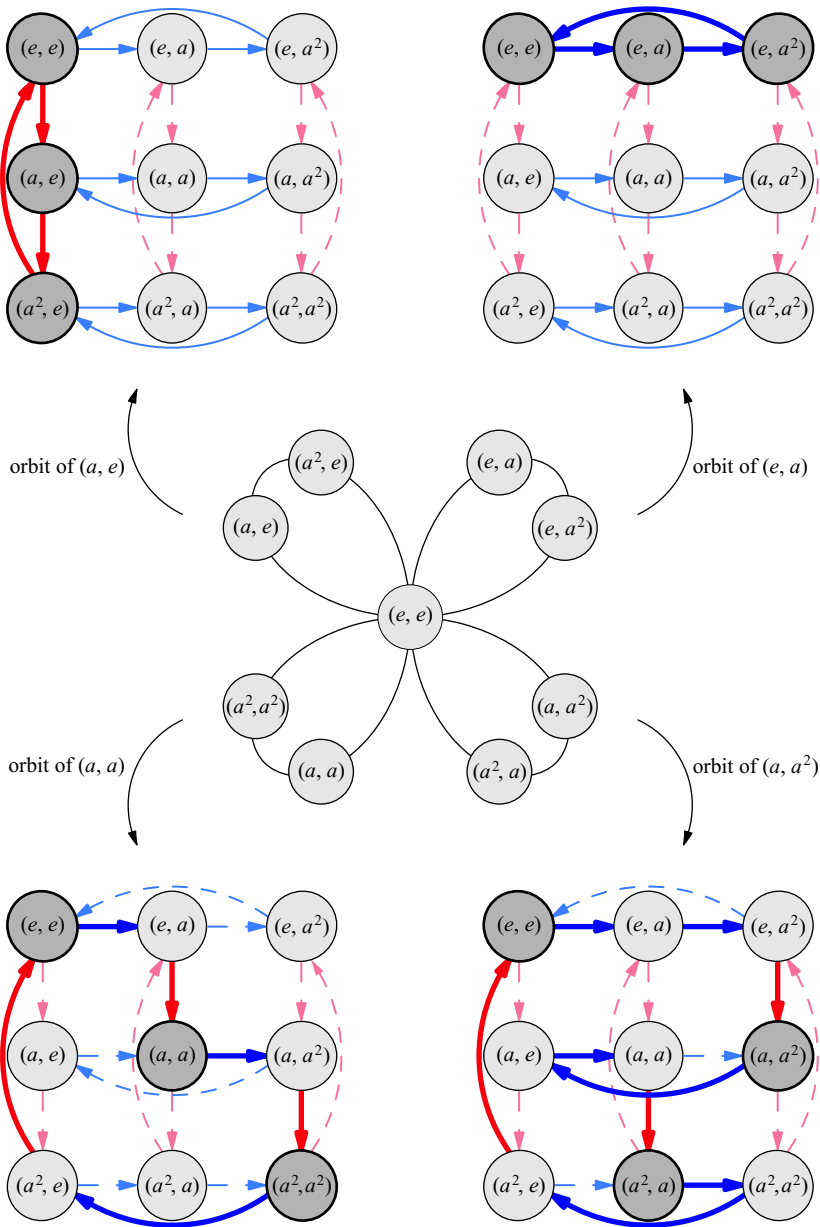 (e, e) (e, a) (e, a²) (e, e) (e, a) (e, a²)
(a, e) (a, a) (a, a²) (a, e) (a, a) (a, a²)
(a², e) (a², a) (a²,a²) (a², e) (a², a) (a²,a²)
(a², e) (e, a)
orbit of (a, e) orbit of (e, a)
(a, e) (e, a²)
(e, e)
(a²,a²) (a, a²)
orbit of (a, a) orbit of (a, a²)
(a, a) (a², a)
(e, e) (e, a) (e, a²) (e, e) (e, a) (e, a²)
(a, e) (a, a) (a, a²) (a, e) (a, a) (a, a²)
(a², e) (a², a) (a²,a²) (a², e) (a², a) (a²,a²)